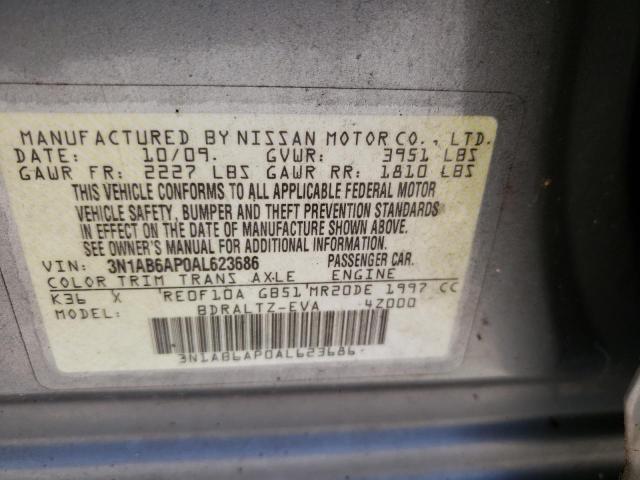 MANUFACTURED BY NISSAN MOTOR CO., LTD.
DATE: 10/09. GVWR: 3951 LBS
GAWR FR: 2227 LBS GAWR RR: 1810 LBS
THIS VEHICLE CONFORMS TO ALL APPLICABLE FEDERAL MOTOR
VEHICLE SAFETY, BUMPER AND THEFT PREVENTION STANDARDS
IN EFFECT ON THE DATE OF MANUFACTURE SHOWN ABOVE.
SEE OWNER'S MANUAL FOR ADDITIONAL INFORMATION.
VIN: 3N1AB6AP0AL623686 PASSENGER CAR.
COLOR TRIM TRANS AXLE ENGINE
K36 X RE0F10A GB51 MR20DE 1997 CC
MODEL: BDRALTZ-EVA 4Z000
3N1AB6AP0AL623686